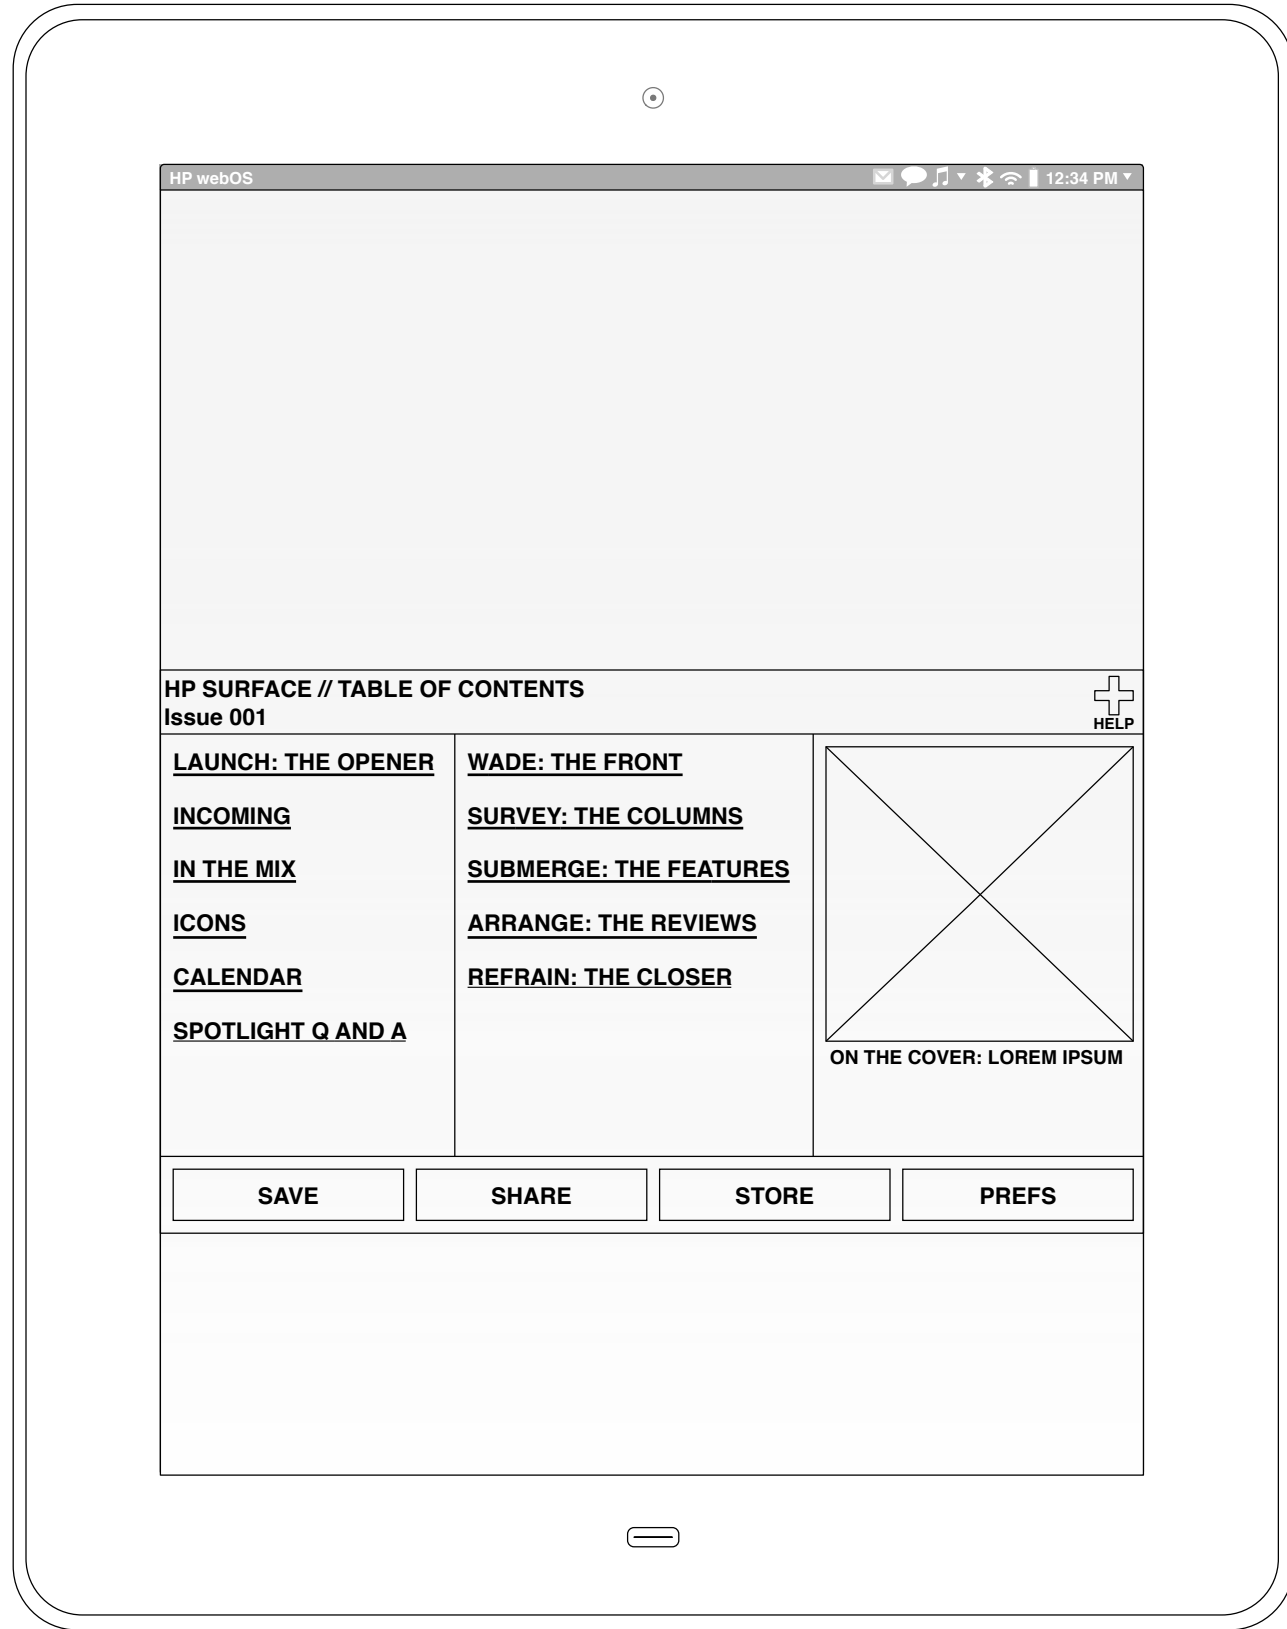 HP webOS
12:34 PM
HP SURFACE // TABLE OF CONTENTS
Issue 001
HELP
LAUNCH: THE OPENER
INCOMING
IN THE MIX
ICONS
CALENDAR
SPOTLIGHT Q AND A
WADE: THE FRONT
SURVEY: THE COLUMNS
SUBMERGE: THE FEATURES
ARRANGE: THE REVIEWS
REFRAIN: THE CLOSER
ON THE COVER: LOREM IPSUM
SAVE
SHARE
STORE
PREFS